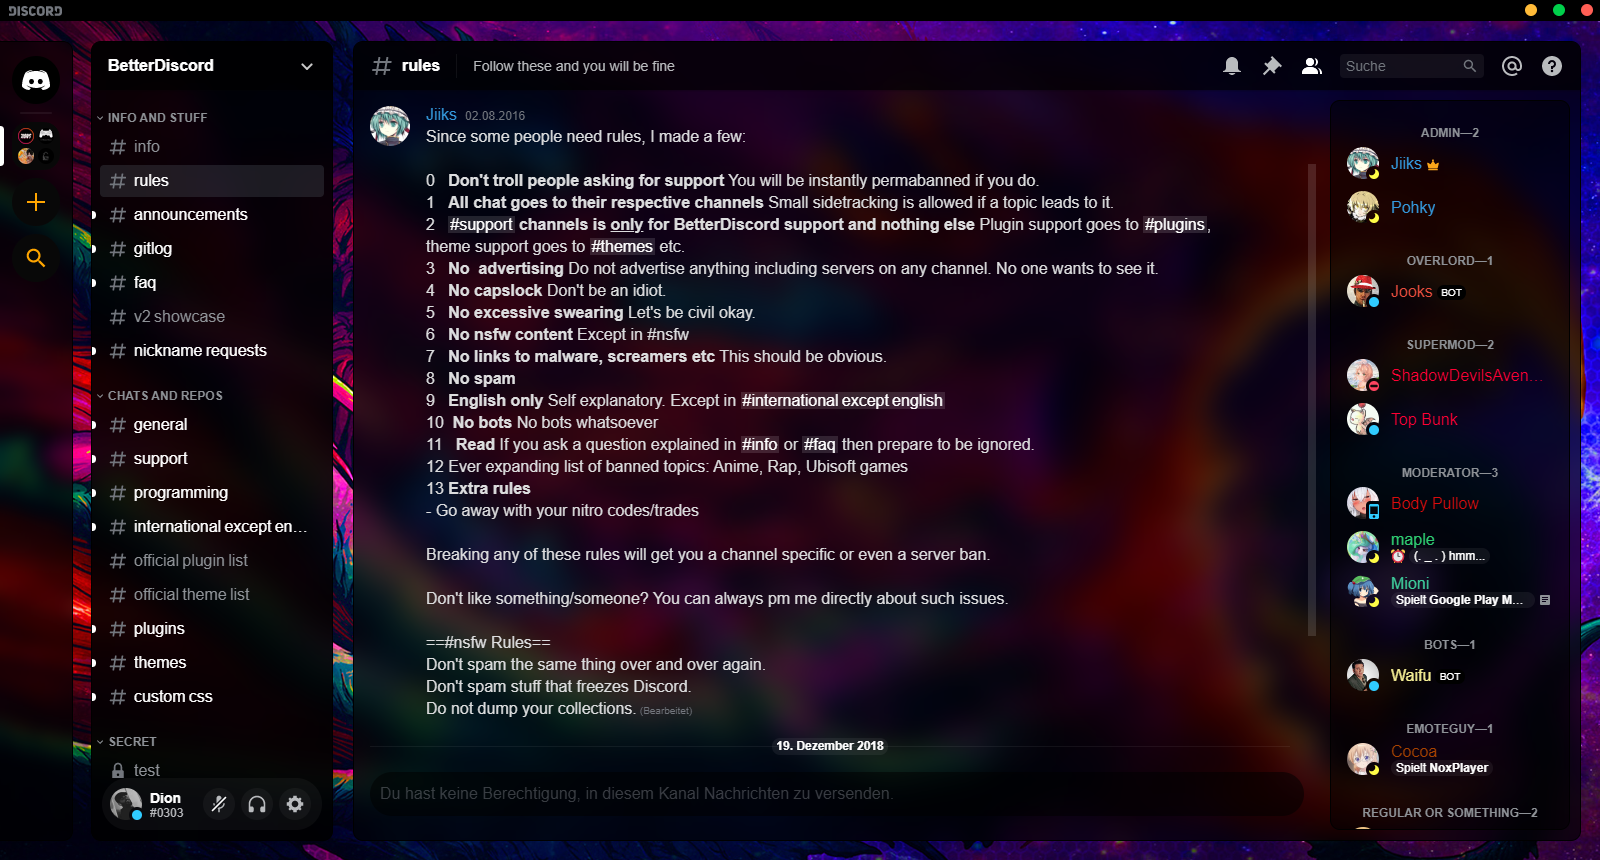 DISCORD
BetterDiscord
INFO AND STUFF
info
rules
announcements
gitlog
faq
v2 showcase
nickname requests
CHATS AND REPOS
general
support
programming
international except en...
official plugin list
official theme list
plugins
themes
custom css
SECRET
test
Dion
#0303
# rules Follow these and you will be fine
Suche
Jiiks 02.08.2016
Since some people need rules, I made a few:
0 Don't troll people asking for support You will be instantly permabanned if you do.
1 All chat goes to their respective channels Small sidetracking is allowed if a topic leads to it.
2 #support channels is only for BetterDiscord support and nothing else Plugin support goes to #plugins,
theme support goes to #themes etc.
3 No  advertising Do not advertise anything including servers on any channel. No one wants to see it.
4 No capslock Don't be an idiot.
5 No excessive swearing Let's be civil okay.
6 No nsfw content Except in #nsfw
7 No links to malware, screamers etc This should be obvious.
8 No spam
9 English only Self explanatory. Except in #international except english
10 No bots No bots whatsoever
11 Read If you ask a question explained in #info or #faq then prepare to be ignored.
12 Ever expanding list of banned topics: Anime, Rap, Ubisoft games
13 Extra rules
- Go away with your nitro codes/trades
Breaking any of these rules will get you a channel specific or even a server ban.
Don't like something/someone? You can always pm me directly about such issues.
==#nsfw Rules==
Don't spam the same thing over and over again.
Don't spam stuff that freezes Discord.
Do not dump your collections. (Bearbeitet)
19. Dezember 2018
Du hast keine Berechtigung, in diesem Kanal Nachrichten zu versenden.
ADMIN—2
Jiiks
Pohky
OVERLORD—1
Jooks BOT
SUPERMOD—2
ShadowDevilsAven...
Top Bunk
MODERATOR—3
Body Pullow
maple
(. _ . ) hmm...
Mioni
Spielt Google Play M...
BOTS—1
Waifu BOT
EMOTEGUY—1
Cocoa
Spielt NoxPlayer
REGULAR OR SOMETHING—2